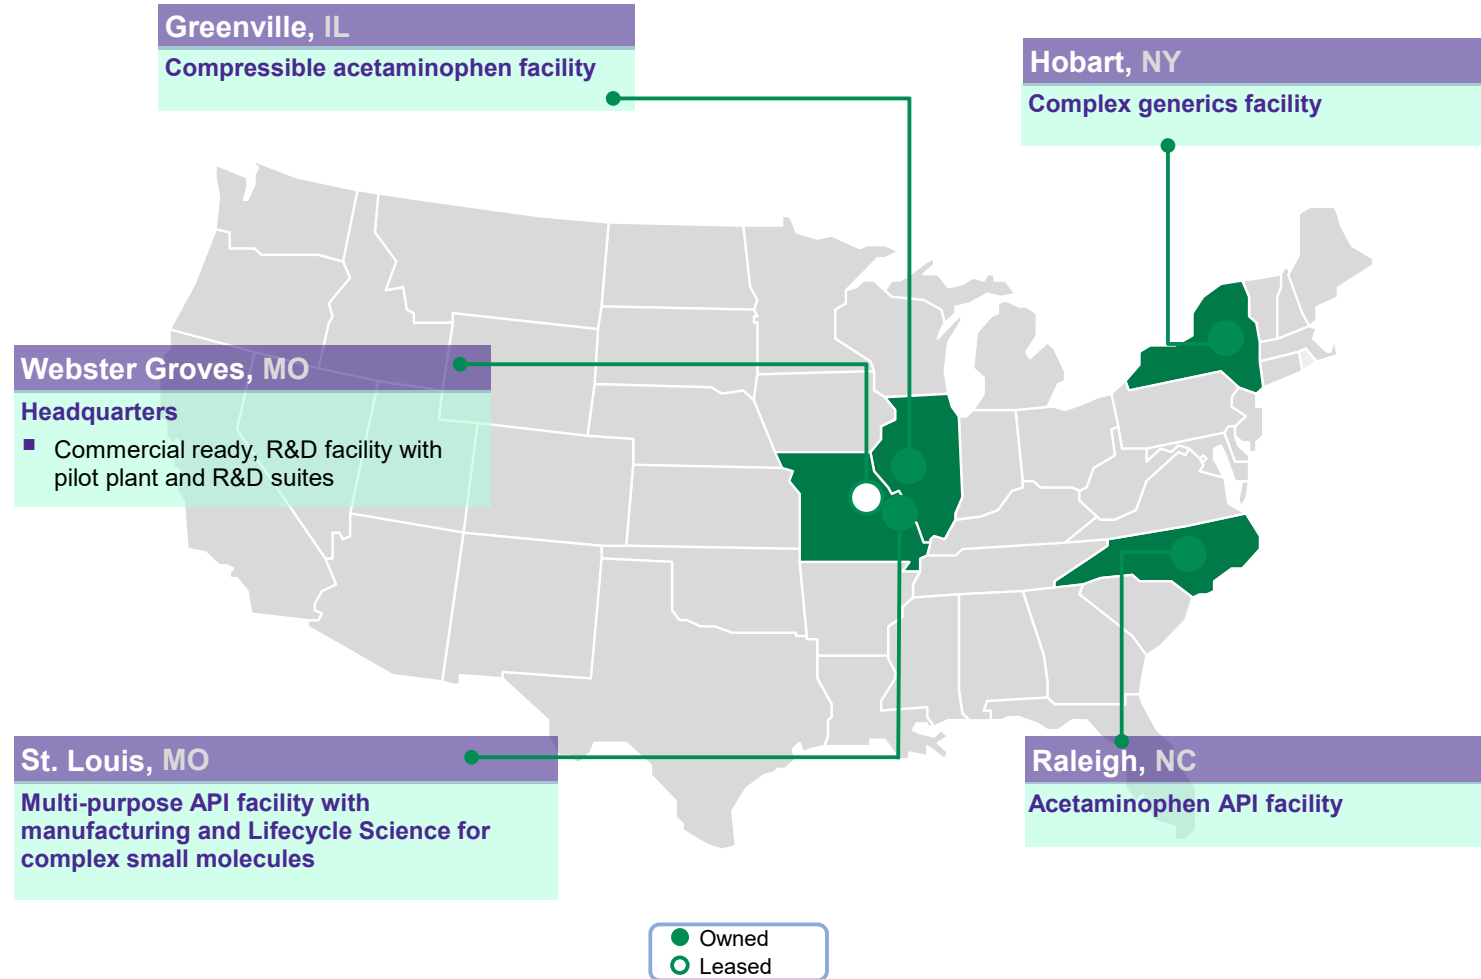 Greenville, IL
Compressible acetaminophen facility
Hobart, NY
Complex generics facility
Webster Groves, MO
Headquarters
▪ Commercial ready, R&D facility with
pilot plant and R&D suites
St. Louis, MO
Multi-purpose API facility with
manufacturing and Lifecycle Science for
complex small molecules
Raleigh, NC
Acetaminophen API facility
Owned
Leased